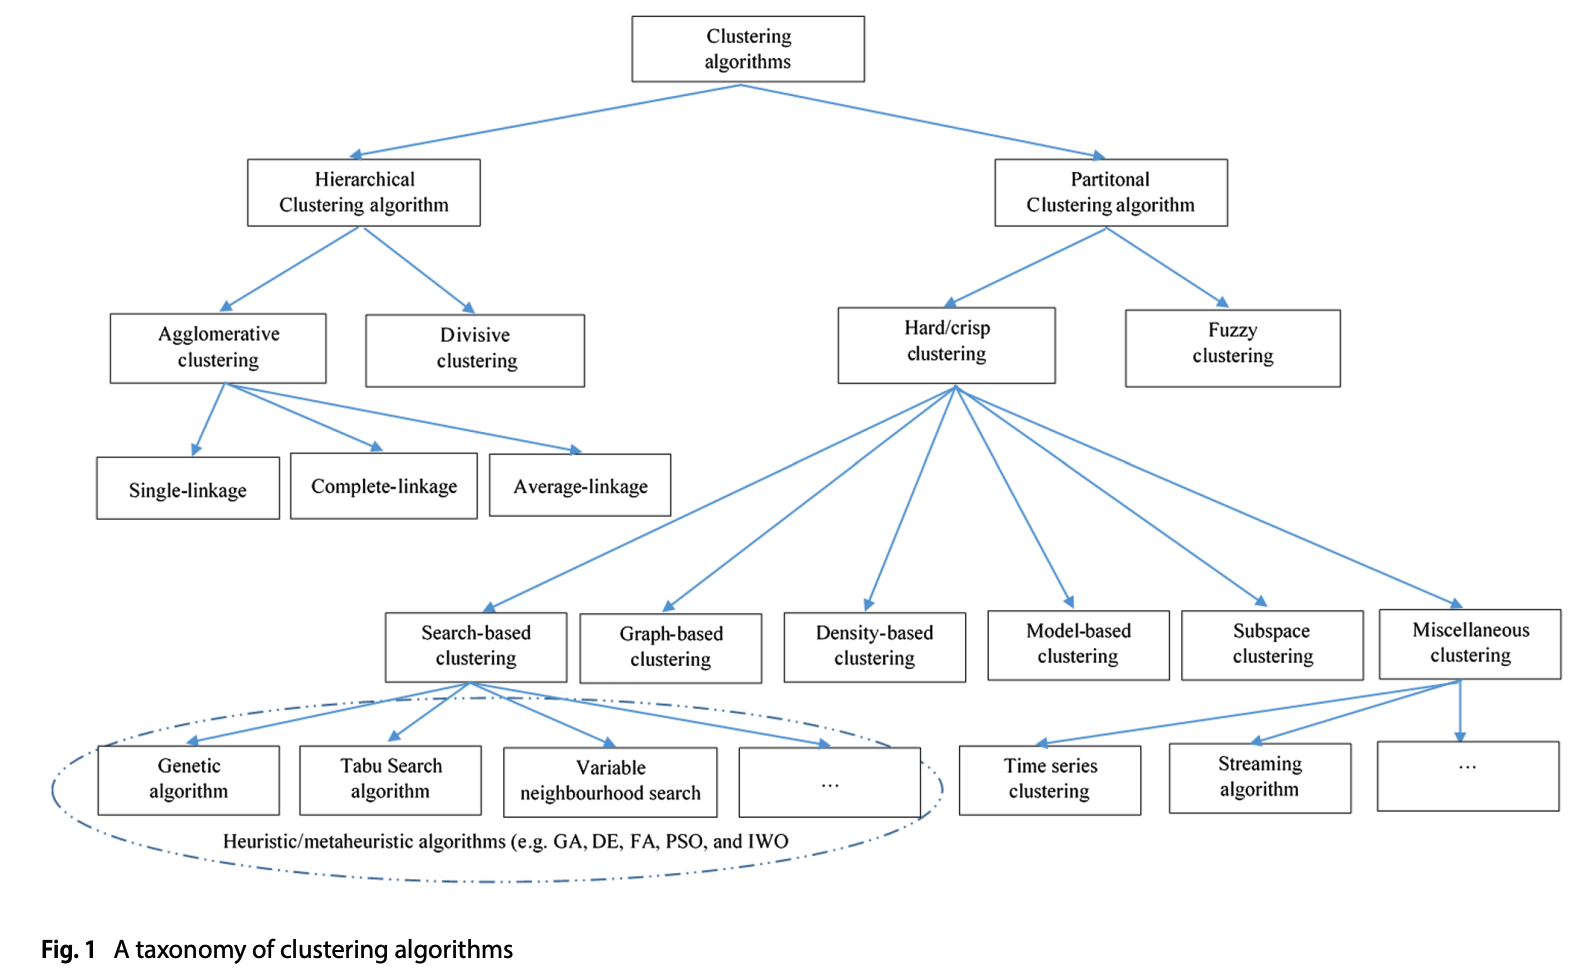 Clustering
algorithms
Hierarchical
Clustering algorithm
Partitonal
Clustering algorithm
Agglomerative
clustering
Divisive
clustering
Hard/crisp
clustering
Fuzzy
clustering
Single-linkage
Complete-linkage
Average-linkage
Search-based
clustering
Graph-based
clustering
Density-based
clustering
Model-based
clustering
Subspace
clustering
Miscellaneous
clustering
Genetic
algorithm
Tabu Search
algorithm
Variable
neighbourhood search
...
Time series
clustering
Streaming
algorithm
...
Heuristic/metaheuristic algorithms (e.g. GA, DE, FA, PSO, and IWO
Fig. 1 A taxonomy of clustering algorithms